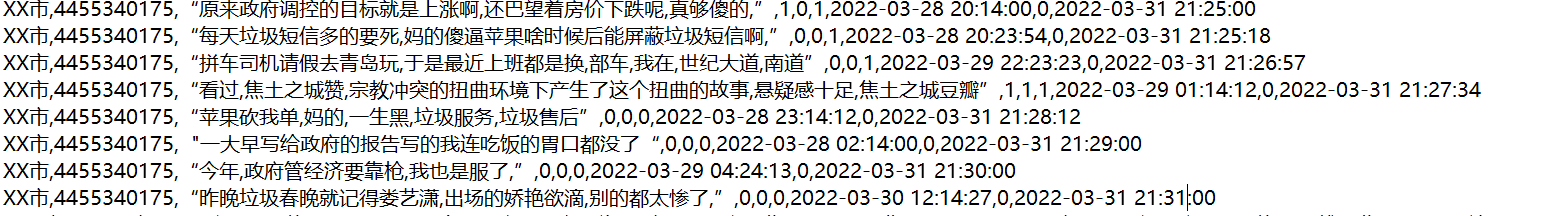 XX市,4455340175, “原来政府调控的目标就是上涨啊,还巴望着房价下跌呢,真够傻的,” ,1,0,1,2022-03-28 20:14:00,0,2022-03-31 21:25:00
XX市,4455340175, “每天垃圾短信多的要死,妈的傻逼苹果啥时候后能屏蔽垃圾短信啊,” ,0,0,1,2022-03-28 20:23:54,0,2022-03-31 21:25:18
XX市,4455340175, “拼车司机请假去青岛玩,于是最近上班都是换,部车,我在,世纪大道,南道” ,0,0,1,2022-03-29 22:23:23,0,2022-03-31 21:26:57
XX市,4455340175, “看过,焦土之城赞,宗教冲突的扭曲环境下产生了这个扭曲的故事,悬疑感十足,焦土之城豆瓣” ,1,1,1,2022-03-29 01:14:12,0,2022-03-31 21:27:34
XX市,4455340175, “苹果砍我单,妈的,一生黑,垃圾服务,垃圾售后” ,0,0,0,2022-03-28 23:14:12,0,2022-03-31 21:28:12
XX市,4455340175, "一大早写给政府的报告写的我连吃饭的胃口都没了 “,0,0,0,2022-03-28 02:14:00,0,2022-03-31 21:29:00
XX市,4455340175, “今年,政府管经济要靠枪,我也是服了,” ,0,0,0,2022-03-29 04:24:13,0,2022-03-31 21:30:00
XX市,4455340175, “昨晚垃圾春晚就记得娄艺潇,出场的娇艳欲滴,别的都太惨了,” ,0,0,0,2022-03-30 12:14:27,0,2022-03-31 21:31:00